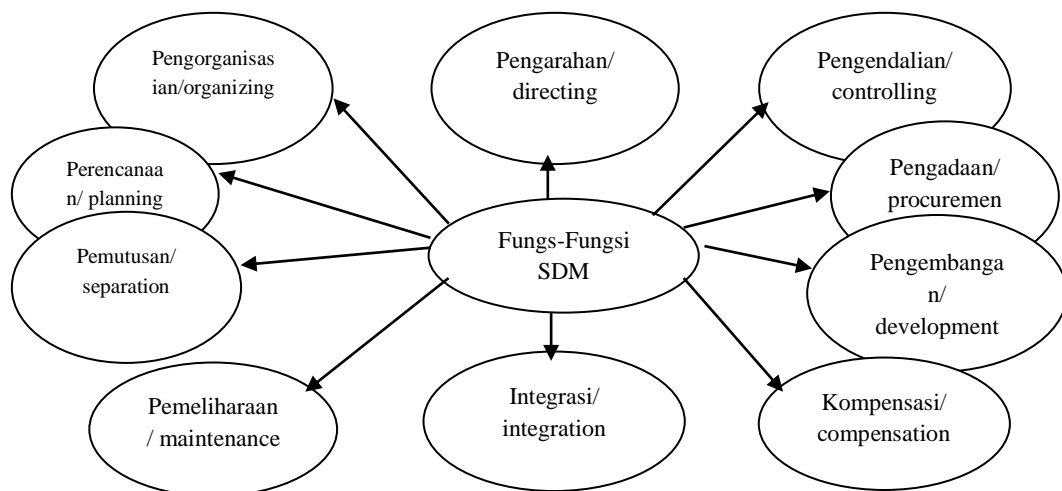 Pengorganisas
ian/organizing
Pengarahan/
directing
Pengendalian/
controlling
Perencanaa
n/ planning
Pengadaan/
procuremen
Pemutusan/
separation
Fungs-Fungsi
SDM
Pengembanga
n/
development
Pemeliharaan
/ maintenance
Integrasi/
integration
Kompensasi/
compensation